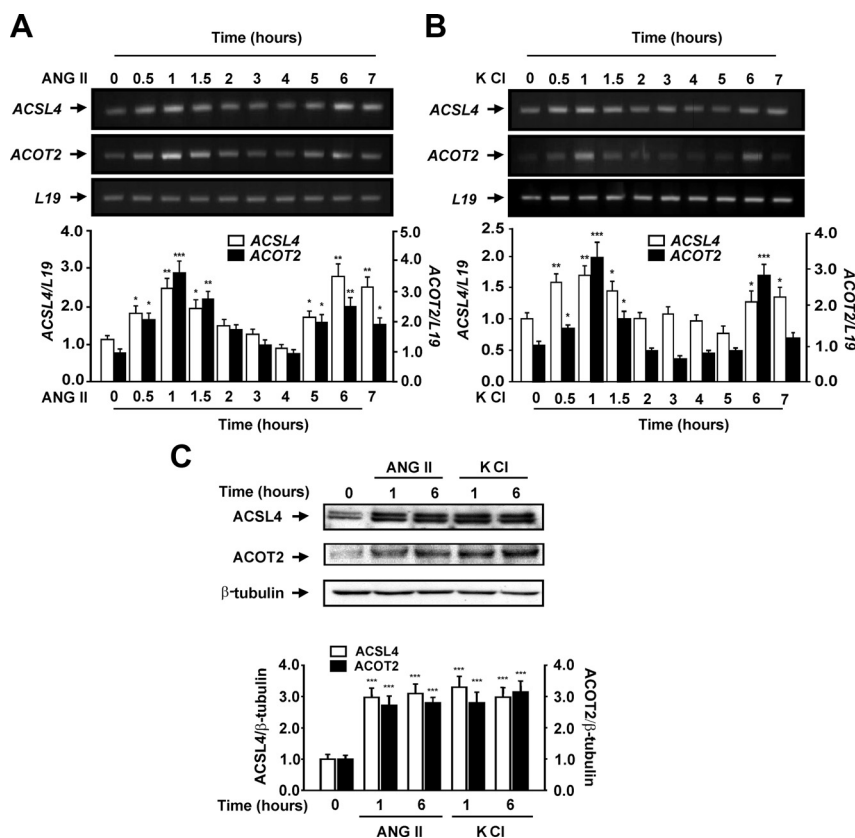 A
Time (hours)
ANG II 0 0.5 1 1.5 2 3 4 5 6 7
ACSL4
ACOT2
L19
4.0 3.0 2.0 1.0 0.0
ACSL4/L19
ACSL4
ACOT2
5.0 4.0 3.0 2.0 1.0 0.0
ACOT2/L19
* * ** *** * ** * * ** ** ** *
ANG II 0 0.5 1 1.5 2 3 4 5 6 7
Time (hours)
B
Time (hours)
K Cl 0 0.5 1 1.5 2 3 4 5 6 7
ACSL4
ACOT2
L19
2.5 2.0 1.5 1.0 0.5 0.0
ACSL4/L19
ACSL4
ACOT2
4.0 3.0 2.0 1.0 0.0
ACOT2/L19
** * ** *** * * * *** *
K Cl 0 0.5 1 1.5 2 3 4 5 6 7
Time (hours)
C
ANG II K Cl
Time (hours) 0 1 6 1 6
ACSL4
ACOT2
β-tubulin
ACSL4
ACOT2
4.0 3.0 2.0 1.0 0.0
ACSL4/β-tubulin
4.0 3.0 2.0 1.0 0.0
ACOT2/β-tubulin
*** *** *** *** *** *** *** ***
Time (hours) 0 1 6 1 6
ANG II K Cl